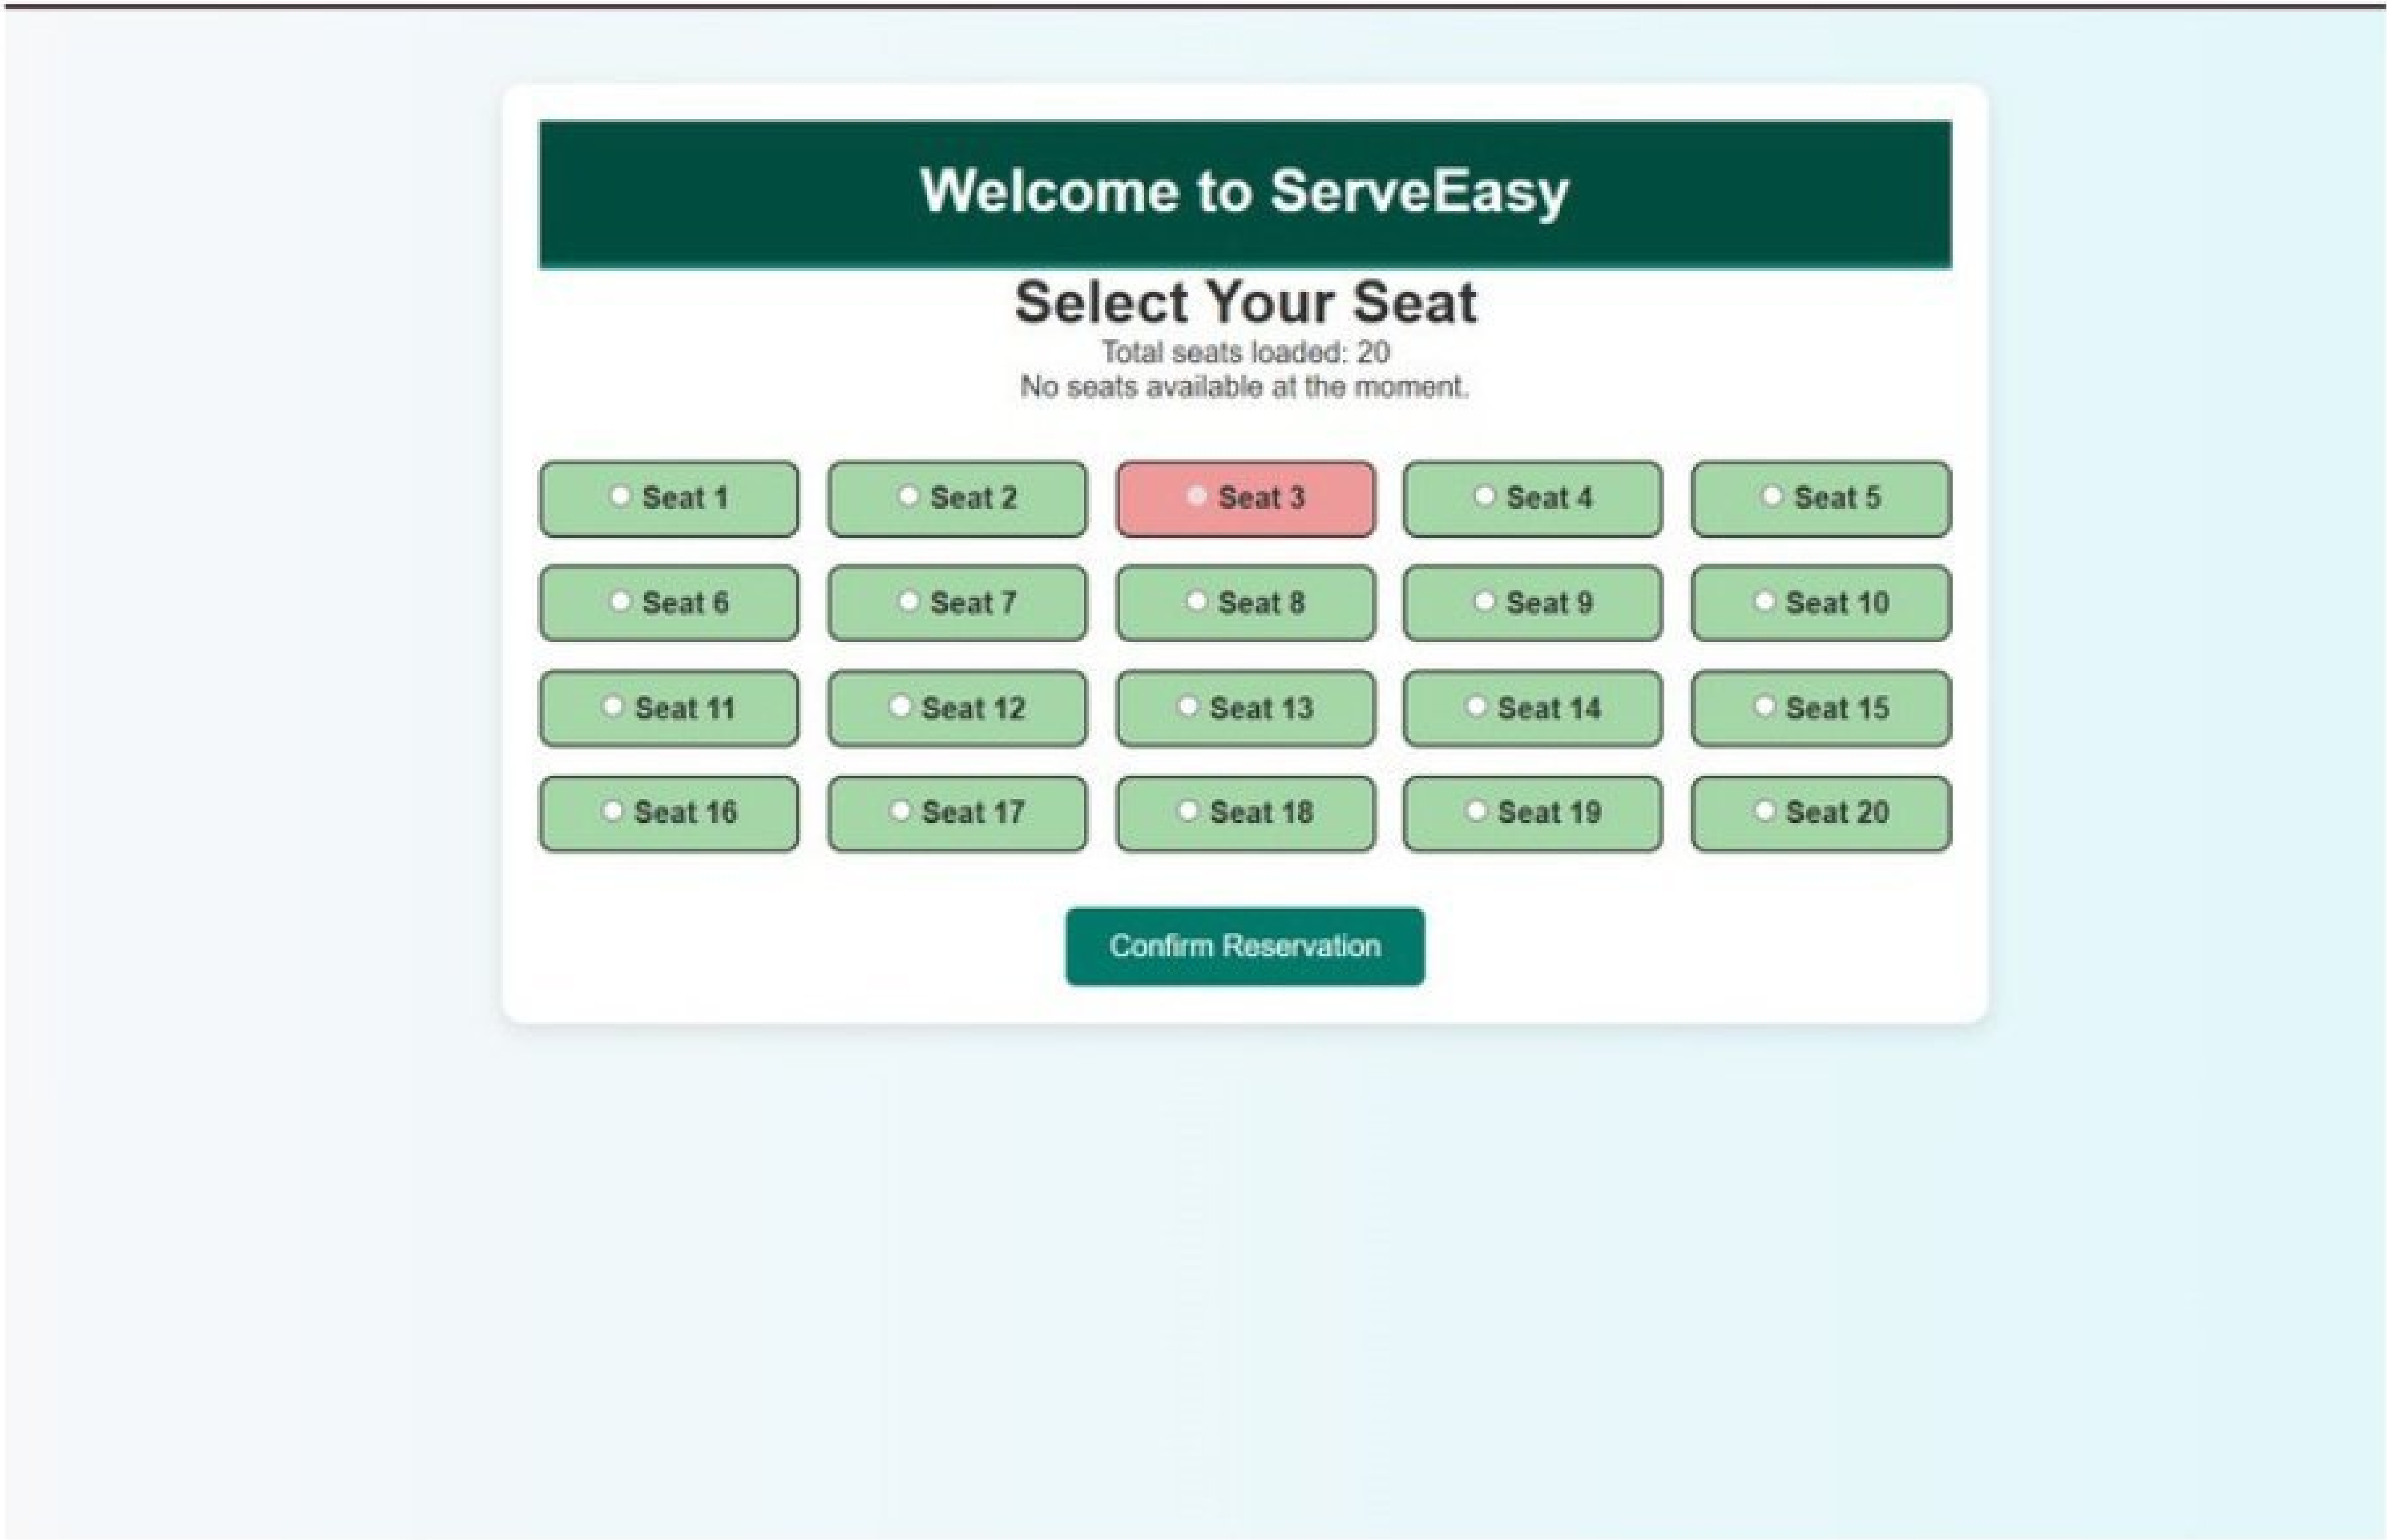 Welcome to ServeEasy
Select Your Seat
Total seats loaded: 20
No seats available at the moment.
Seat 1 Seat 2 Seat 3 Seat 4 Seat 5
Seat 6 Seat 7 Seat 8 Seat 9 Seat 10
Seat 11 Seat 12 Seat 13 Seat 14 Seat 15
Seat 16 Seat 17 Seat 18 Seat 19 Seat 20
Confirm Reservation